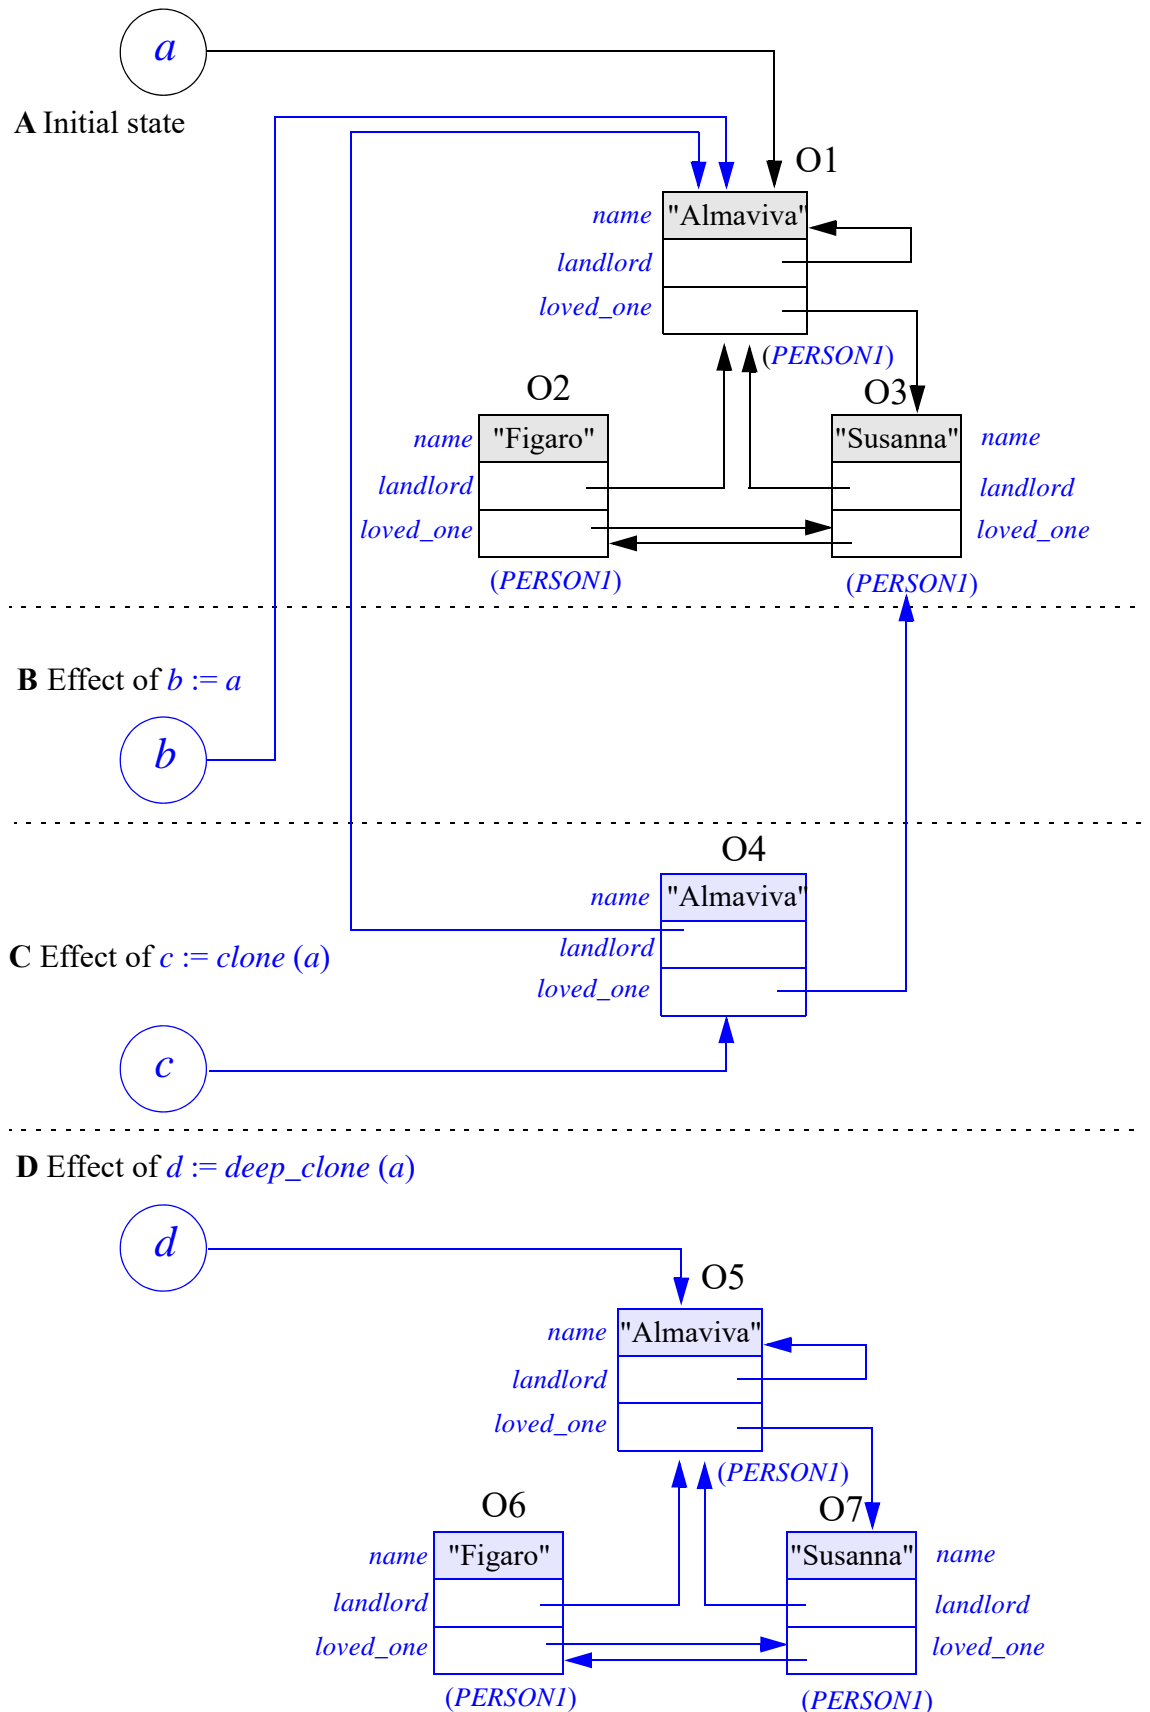 a
A Initial state
O1
name "Almaviva"
landlord
loved_one
(PERSON1)
O2 O3
name "Figaro" "Susanna" name
landlord landlord
loved_one loved_one
(PERSON1) (PERSON1)
B Effect of b := a
b
O4
name "Almaviva"
landlord
C Effect of c := clone (a)
loved_one
c
D Effect of d := deep_clone (a)
d
O5
name "Almaviva"
landlord
loved_one
(PERSON1)
O6 O7
name "Figaro" "Susanna" name
landlord landlord
loved_one loved_one
(PERSON1) (PERSON1)